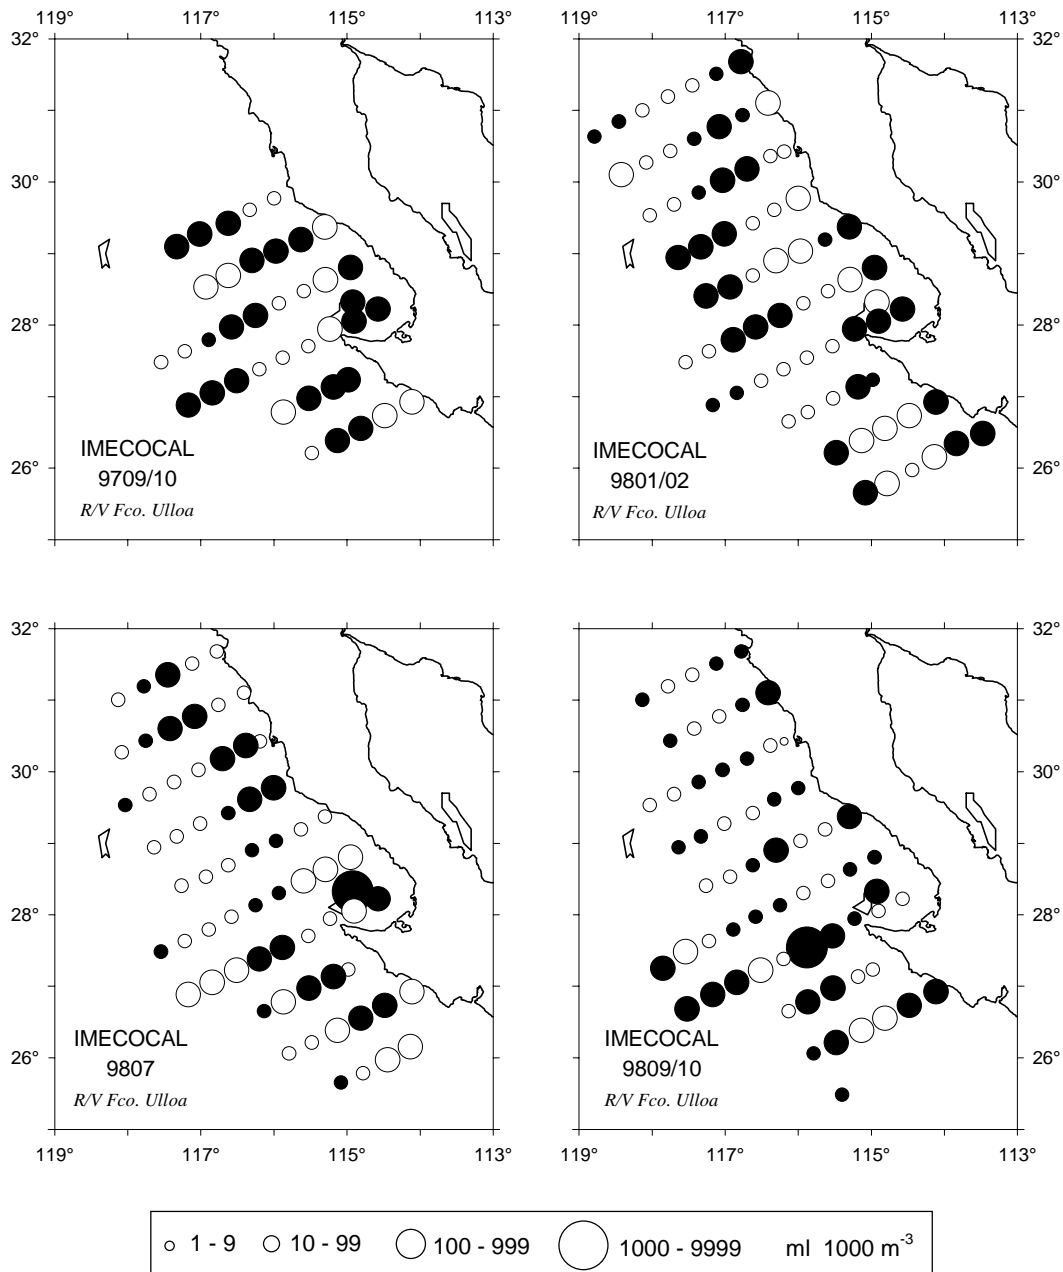 119° 117° 115° 113° 119° 117° 115° 113°
32° 32°
30° 30°
28° 28°
26° 26°
IMECOCAL
9709/10
R/V Fco. Ulloa
IMECOCAL
9801/02
R/V Fco. Ulloa
32° 32°
30° 30°
28° 28°
26° 26°
IMECOCAL
9807
R/V Fco. Ulloa
IMECOCAL
9809/10
R/V Fco. Ulloa
119° 117° 115° 113° 119° 117° 115° 113°
1 - 9 10 - 99 100 - 999 1000 - 9999 ml 1000 m⁻³